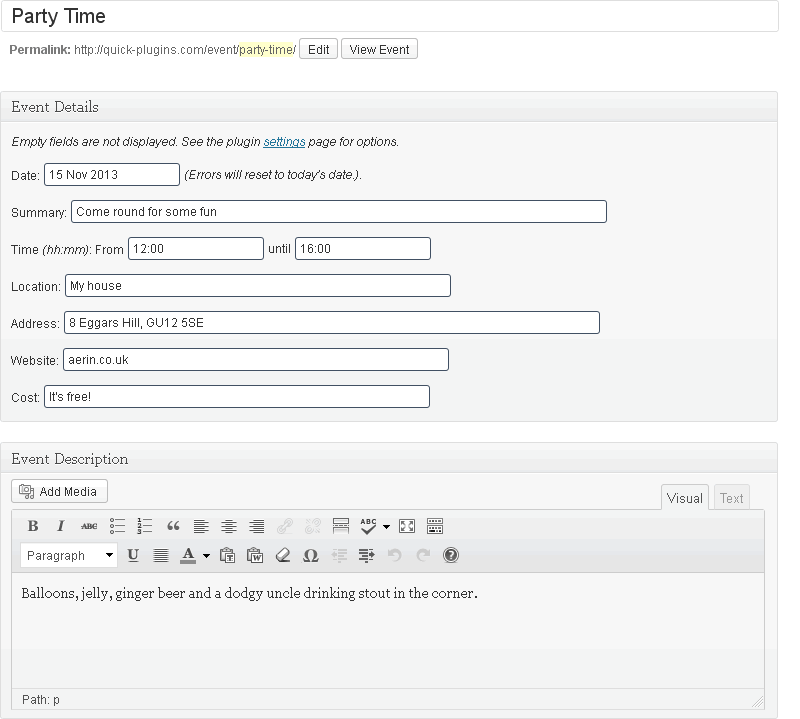 Party Time
Permalink: http://quick-plugins.com/event/party-time/ Edit View Event
Event Details
Empty fields are not displayed. See the plugin settings page for options.
Date: 15 Nov 2013 (Errors will reset to today's date.).
Summary: Come round for some fun
Time (hh:mm): From 12:00 until 16:00
Location: My house
Address: 8 Eggars Hill, GU12 5SE
Website: aerin.co.uk
Cost: It's free!
Event Description
Add Media Visual Text
B I ABC 1 2 3 “ ABC
Paragraph U A T W Ω ?
Balloons, jelly, ginger beer and a dodgy uncle drinking stout in the corner.
Path: p